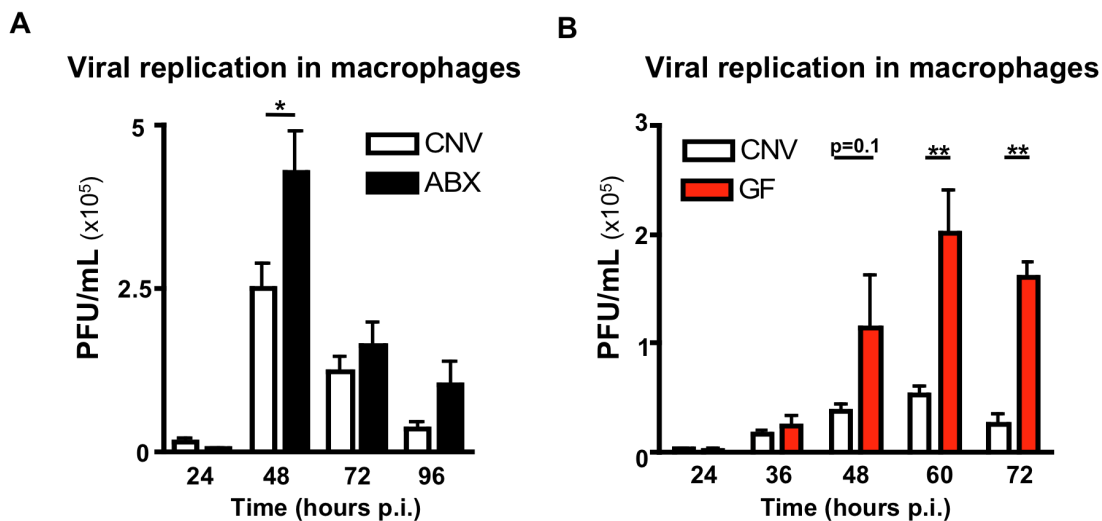 A
Viral replication in macrophages
*
5
CNV
ABX
2.5
0
PFU/mL (x10⁵)
24 48 72 96
Time (hours p.i.)
B
Viral replication in macrophages
3
CNV
GF
p=0.1
**
**
2
1
0
PFU/mL (x10⁵)
24 36 48 60 72
Time (hours p.i.)